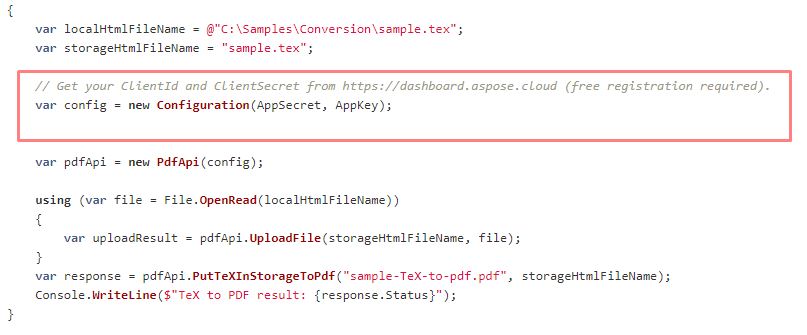 {
var localHtmlFileName = @"C:\Samples\Conversion\sample.tex";
var storageHtmlFileName = "sample.tex";
// Get your ClientId and ClientSecret from https://dashboard.aspose.cloud (free registration required).
var config = new Configuration(AppSecret, AppKey);
var pdfApi = new PdfApi(config);
using (var file = File.OpenRead(localHtmlFileName))
{
var uploadResult = pdfApi.UploadFile(storageHtmlFileName, file);
}
var response = pdfApi.PutTeXInStorageToPdf("sample-TeX-to-pdf.pdf", storageHtmlFileName);
Console.WriteLine($"TeX to PDF result: {response.Status}");
}